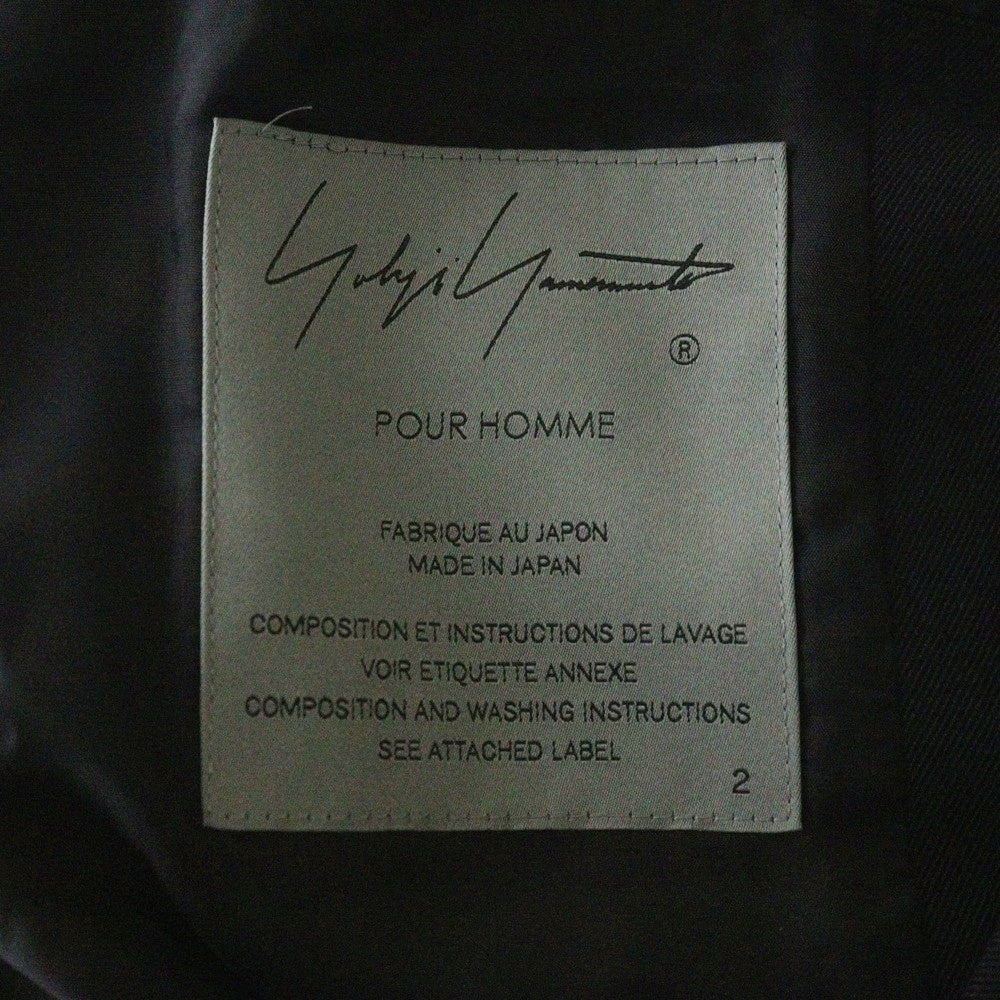 Yohji Yamamoto
®
POUR HOMME
FABRIQUE AU JAPON
MADE IN JAPAN
COMPOSITION ET INSTRUCTIONS DE LAVAGE
VOIR ETIQUETTE ANNEXE
COMPOSITION AND WASHING INSTRUCTIONS
SEE ATTACHED LABEL
2